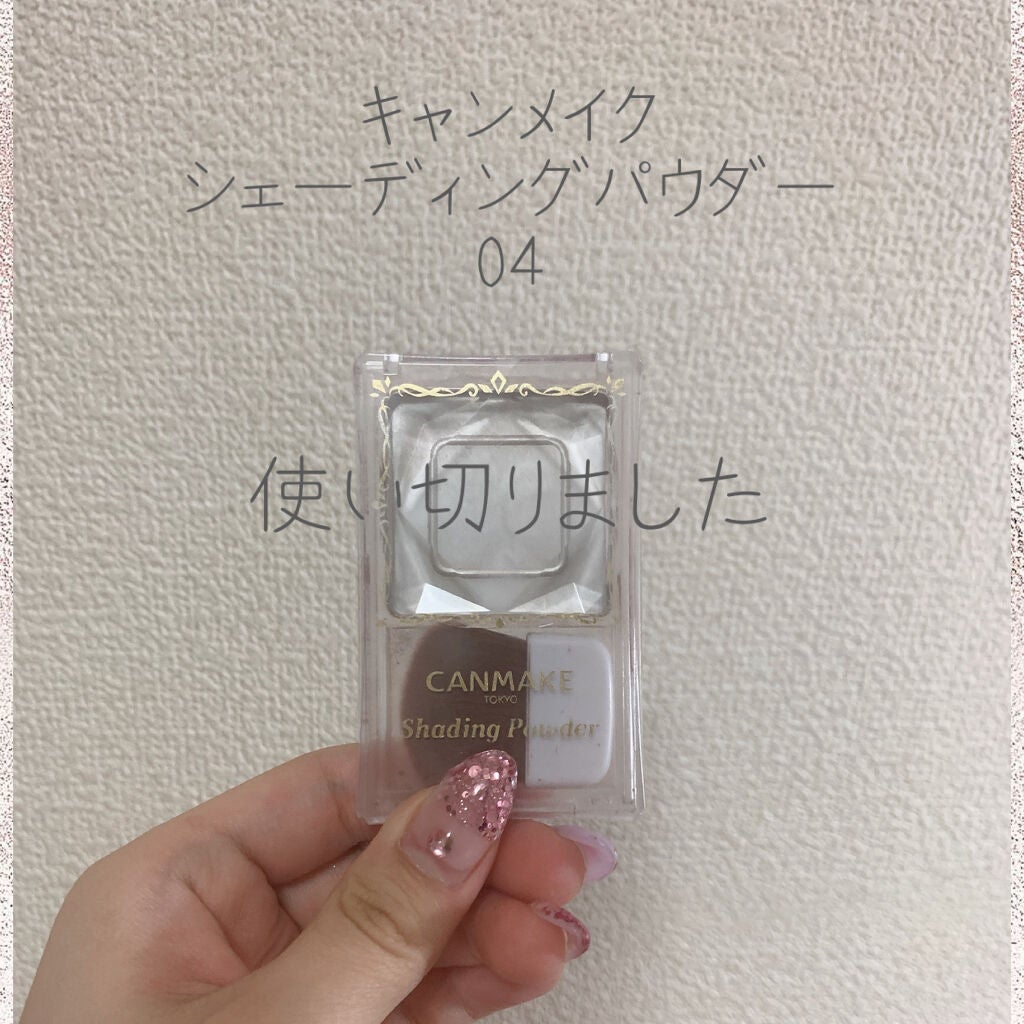 キャンメイク
シェーディングパウダー
04
使い切りました
CANMAKE
TOKYO
Shading Powder